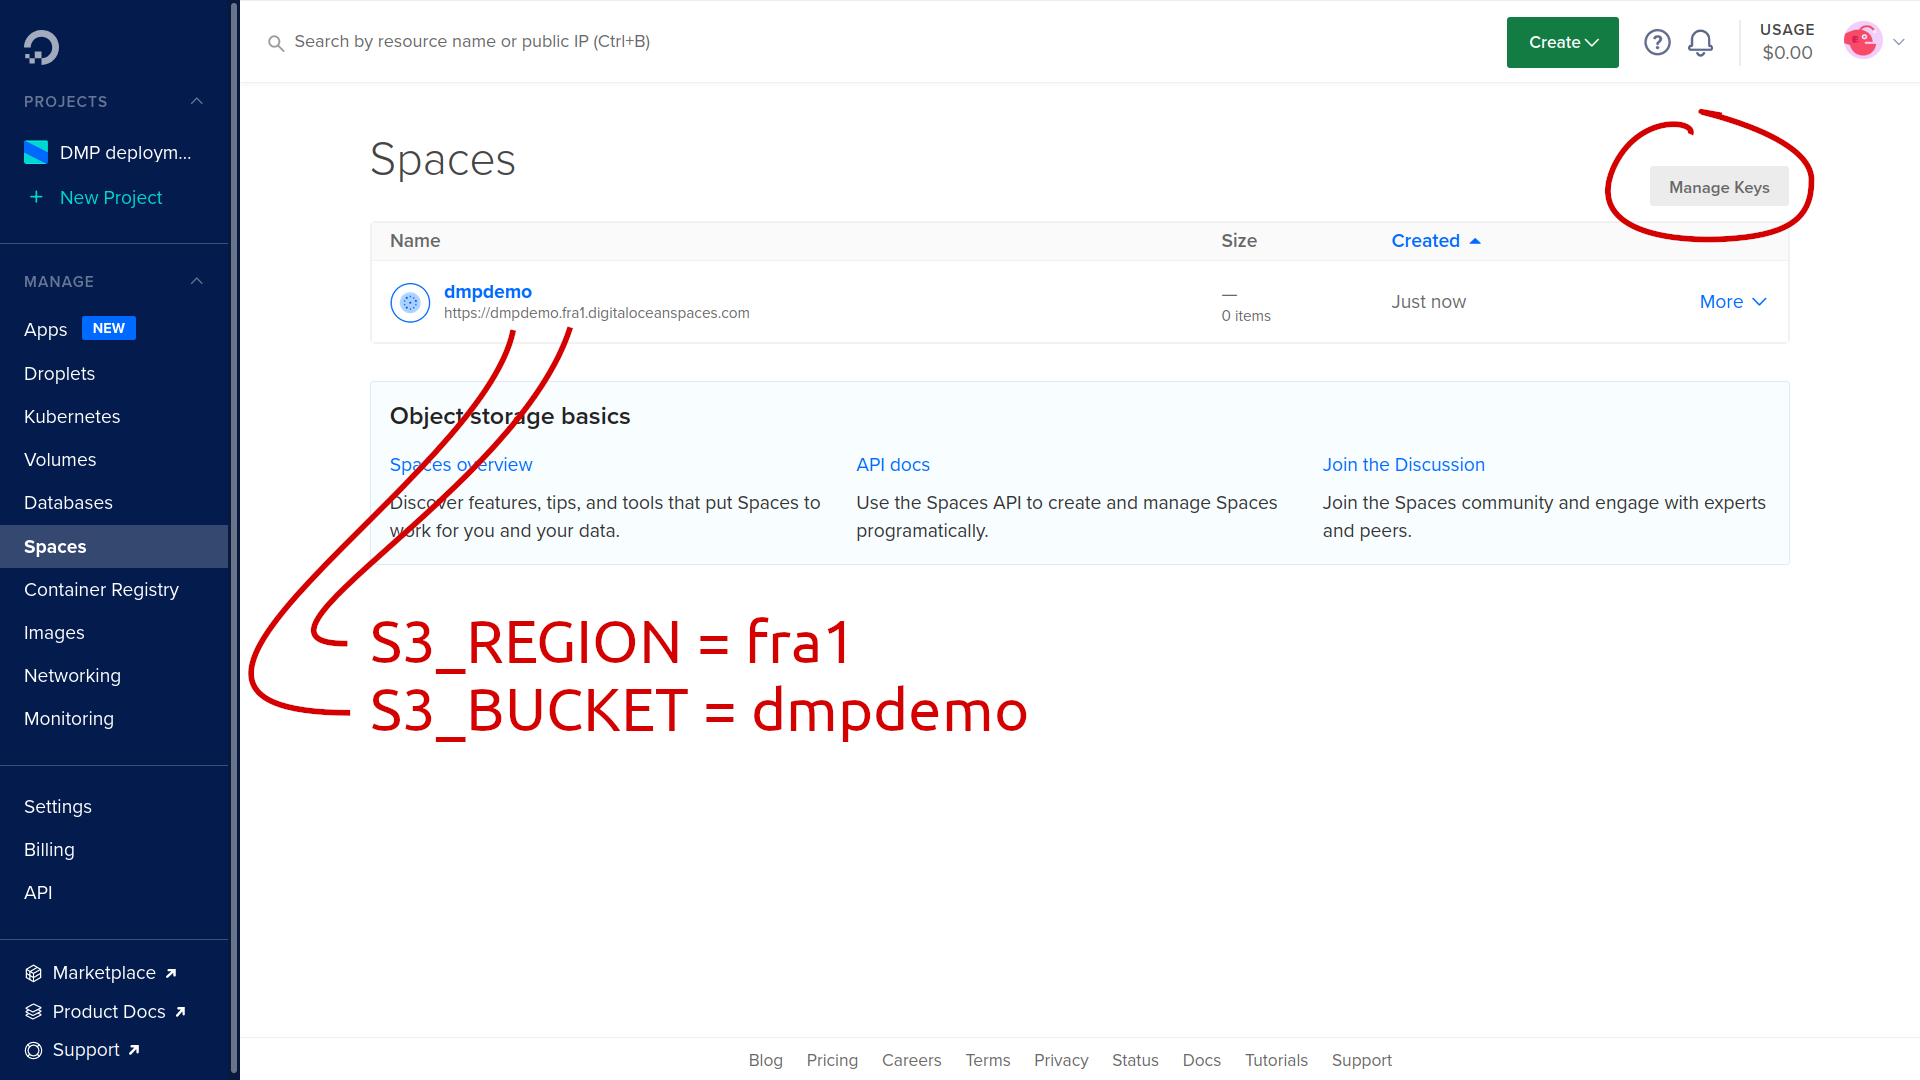 Search by resource name or public IP (Ctrl+B)
Create
?
USAGE
$0.00
PROJECTS
DMP deploym...
+ New Project
MANAGE
Apps NEW
Droplets
Kubernetes
Volumes
Databases
Spaces
Container Registry
Images
Networking
Monitoring
Settings
Billing
API
Marketplace
Product Docs
Support
Spaces
Manage Keys
Name Size Created
dmpdemo
https://dmpdemo.fra1.digitaloceanspaces.com
—
0 items
Just now
More
Object storage basics
Spaces overview
Discover features, tips, and tools that put Spaces to
work for you and your data.
API docs
Use the Spaces API to create and manage Spaces
programatically.
Join the Discussion
Join the Spaces community and engage with experts
and peers.
S3_REGION = fra1
S3_BUCKET = dmpdemo
Blog Pricing Careers Terms Privacy Status Docs Tutorials Support